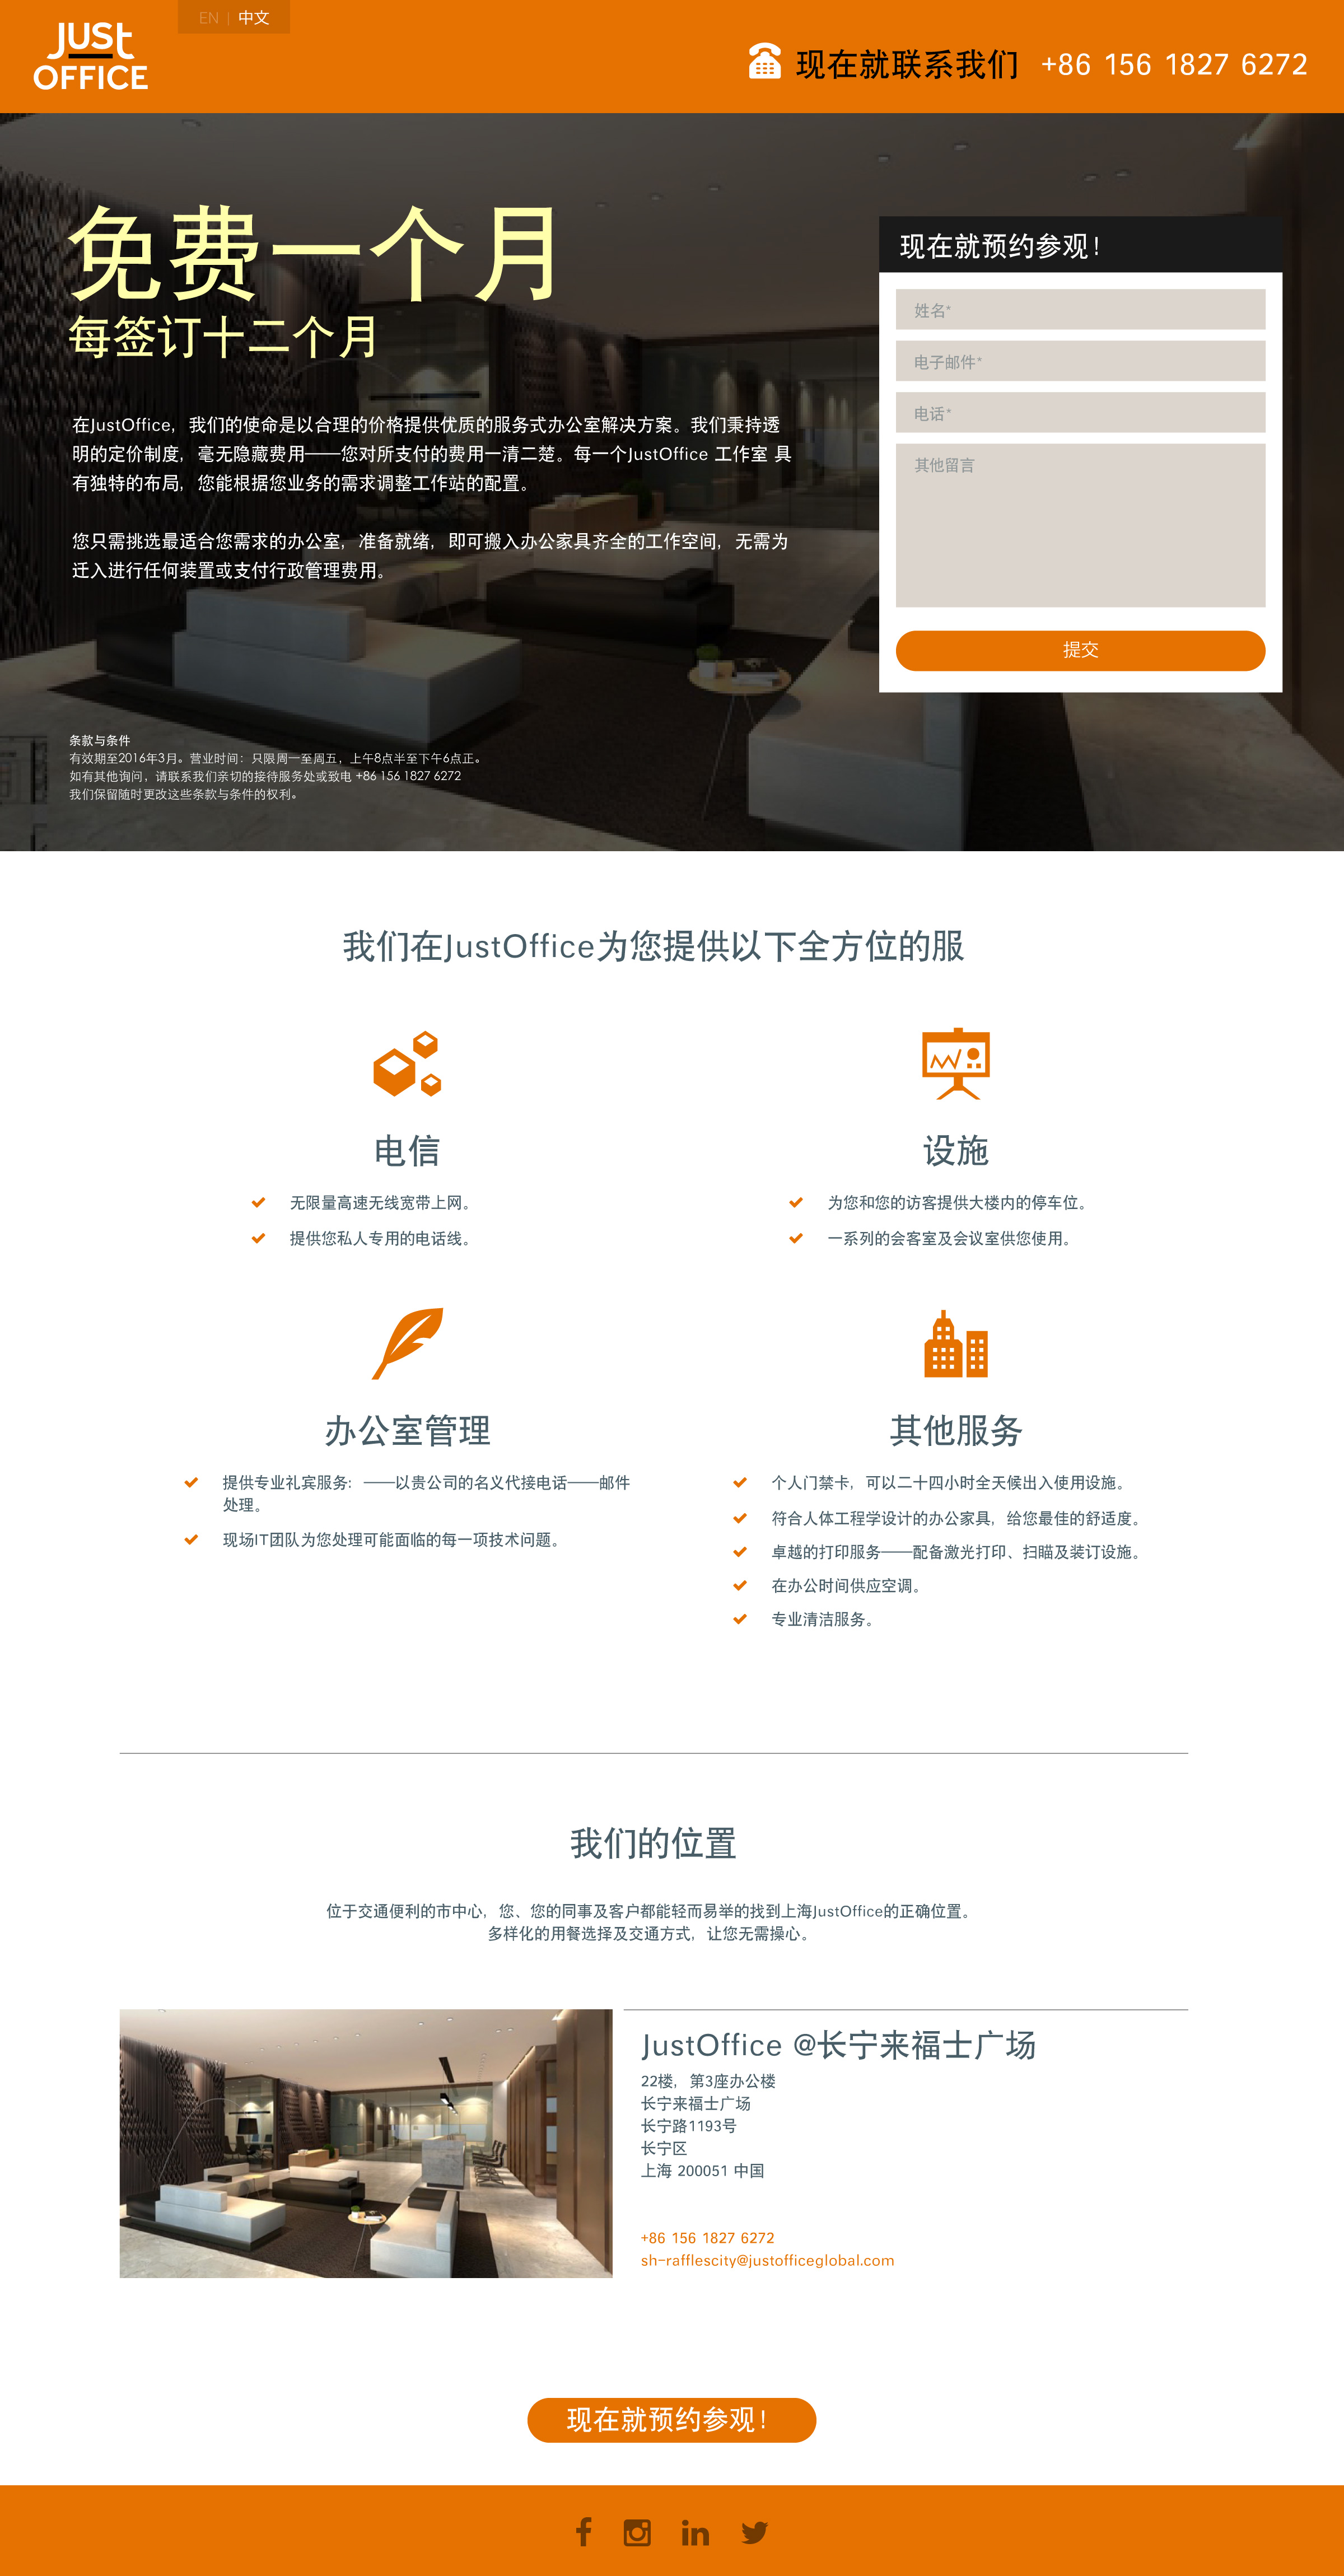 JUSt
OFFICE
EN | 中文
现在就联系我们 +86 156 1827 6272
免费一个月
每签订十二个月
在JustOffice，我们的使命是以合理的价格提供优质的服务式办公室解决方案。我们秉持透
明的定价制度，毫无隐藏费用——您对所支付的费用一清二楚。每一个JustOffice 工作室 具
有独特的布局，您能根据您业务的需求调整工作站的配置。
您只需挑选最适合您需求的办公室，准备就绪，即可搬入办公家具齐全的工作空间，无需为
迁入进行任何装置或支付行政管理费用。
条款与条件
有效期至2016年3月。营业时间：只限周一至周五，上午8点半至下午6点正。
如有其他询问，请联系我们亲切的接待服务处或致电 +86 156 1827 6272
我们保留随时更改这些条款与条件的权利。
现在就预约参观！
姓名*
电子邮件*
电话*
其他留言
提交
我们在JustOffice为您提供以下全方位的服
电信
无限量高速无线宽带上网。
提供您私人专用的电话线。
设施
为您和您的访客提供大楼内的停车位。
一系列的会客室及会议室供您使用。
办公室管理
提供专业礼宾服务：——以贵公司的名义代接电话——邮件
处理。
现场IT团队为您处理可能面临的每一项技术问题。
其他服务
个人门禁卡，可以二十四小时全天候出入使用设施。
符合人体工程学设计的办公家具，给您最佳的舒适度。
卓越的打印服务——配备激光打印、扫瞄及装订设施。
在办公时间供应空调。
专业清洁服务。
我们的位置
位于交通便利的市中心，您、您的同事及客户都能轻而易举的找到上海JustOffice的正确位置。
多样化的用餐选择及交通方式，让您无需操心。
JustOffice @长宁来福士广场
22楼，第3座办公楼
长宁来福士广场
长宁路1193号
长宁区
上海 200051 中国
+86 156 1827 6272
sh-rafflescity@justofficeglobal.com
现在就预约参观！